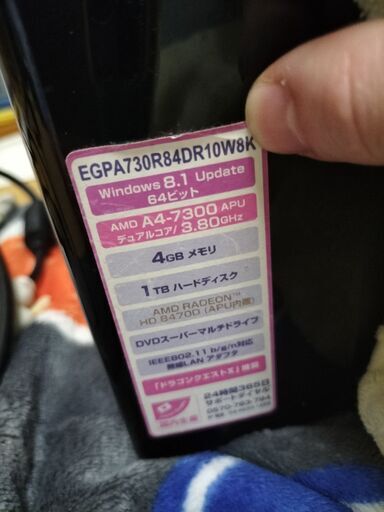 EGPA730R84DR10W8K
Windows 8.1 Update
64ビット
AMD A4-7300 APU
デュアルコア/3.80GHz
4GB メモリ
1TB ハードディスク
AMD RADEON™
HD 8470D (APU内蔵)
DVDスーパーマルチドライブ
IEEE802.11 b/g/n対応
無線LAN アダプタ
「ドラゴンクエストX」
24時間365日
サポートダイヤル